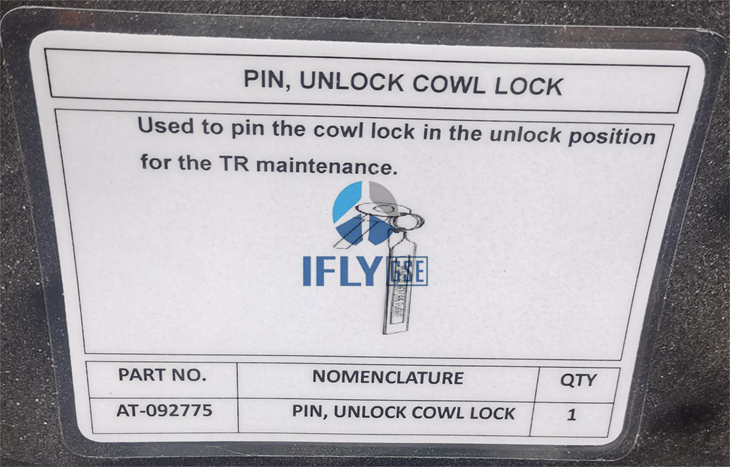 PIN, UNLOCK COWL LOCK
Used to pin the cowl lock in the unlock position
for the TR maintenance.
IFLY GSE
PART NO. NOMENCLATURE QTY
AT-092775 PIN, UNLOCK COWL LOCK 1